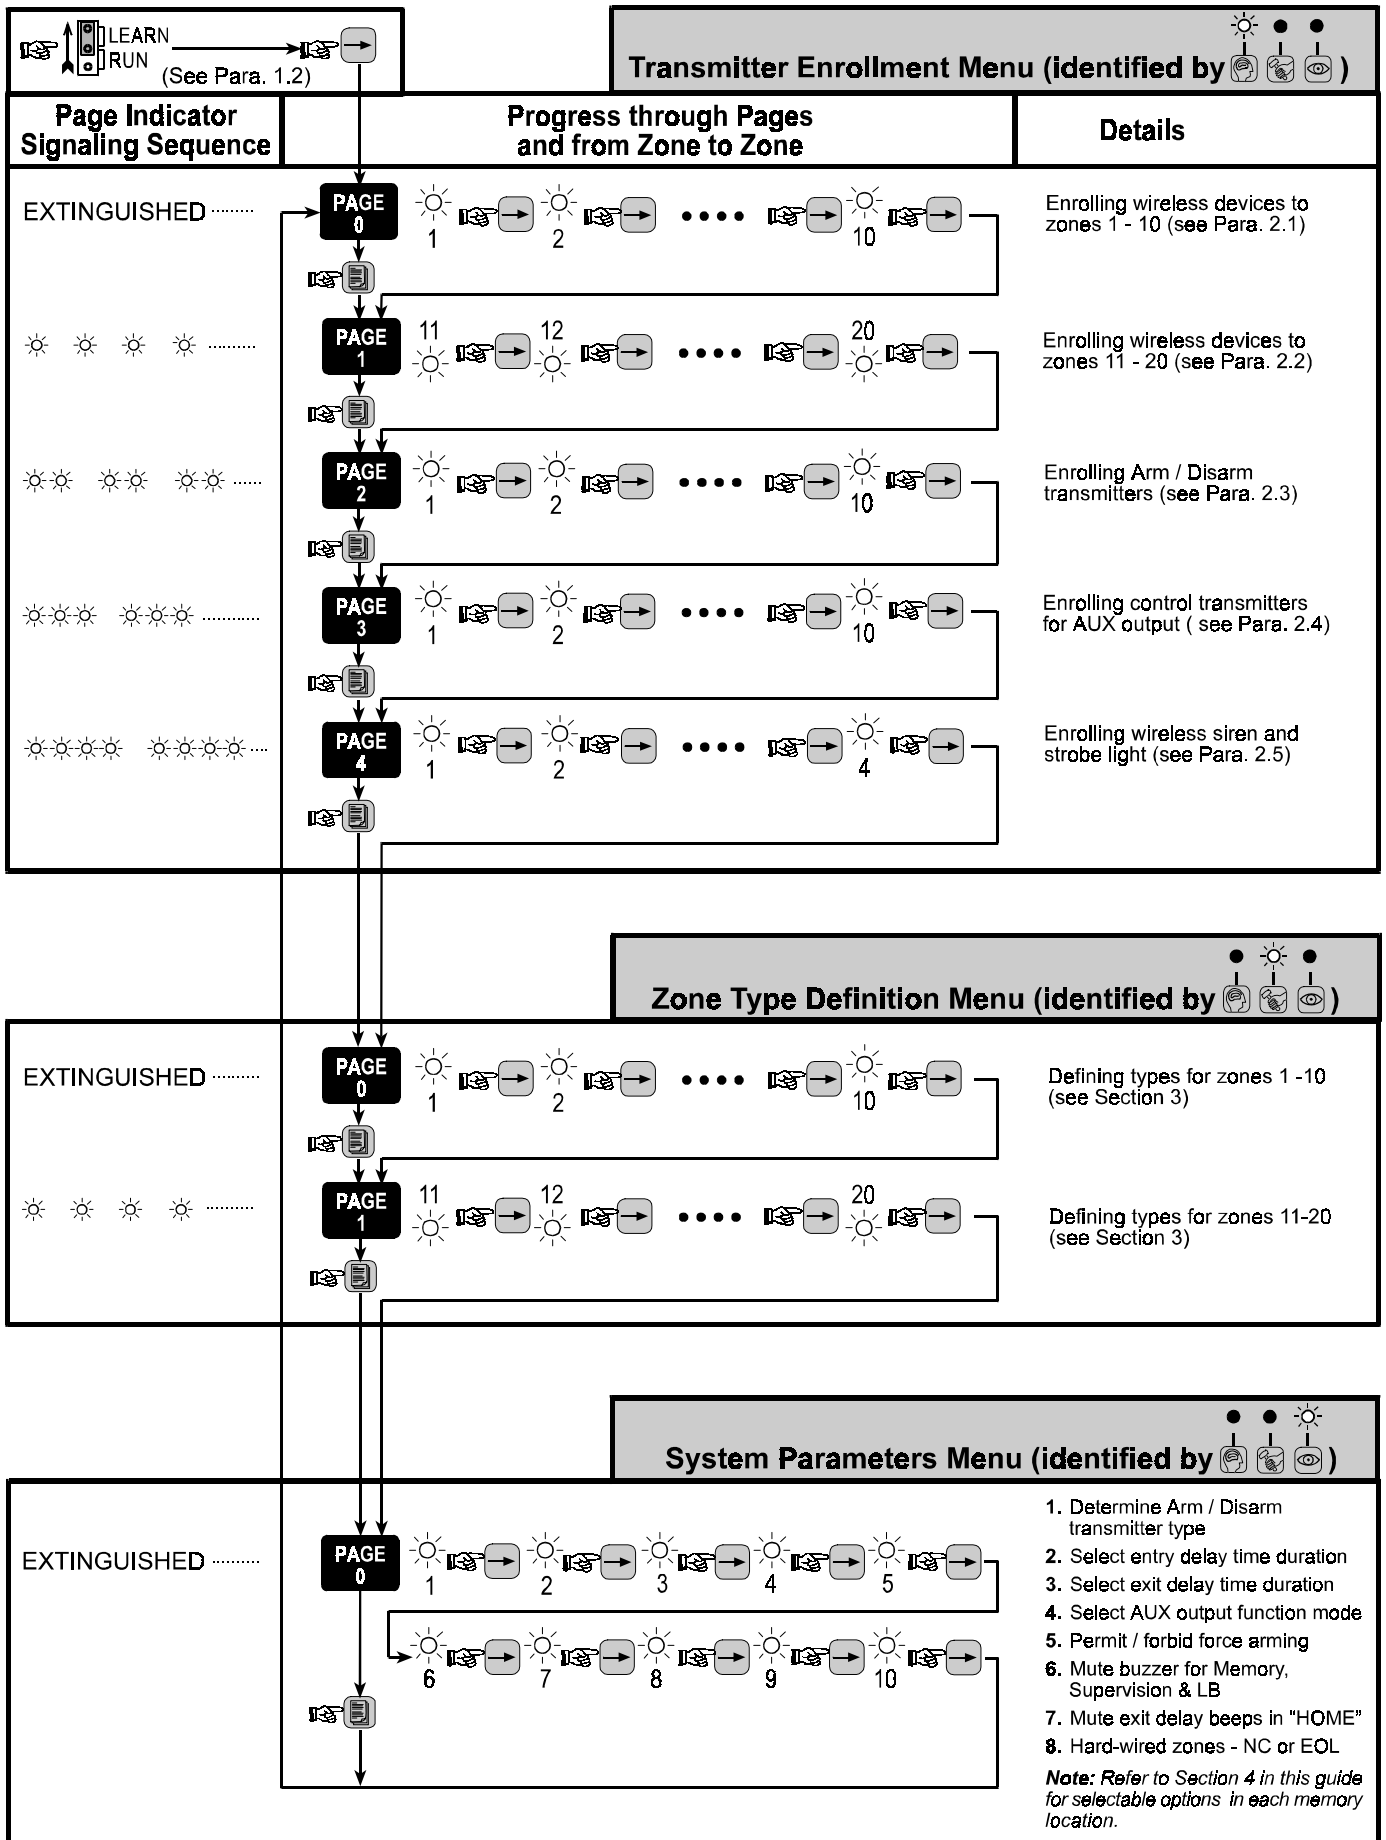 LEARN
RUN
(See Para. 1.2)
Transmitter Enrollment Menu (identified by )
Page Indicator
Signaling Sequence
Progress through Pages
and from Zone to Zone
Details
EXTINGUISHED ········
PAGE
0
1
2
10
Enrolling wireless devices to
zones 1 - 10 (see Para. 2.1)
PAGE
1
11
12
20
Enrolling wireless devices to
zones 11 - 20 (see Para. 2.2)
PAGE
2
1
2
10
Enrolling Arm / Disarm
transmitters (see Para. 2.3)
PAGE
3
1
2
10
Enrolling control transmitters
for AUX output ( see Para. 2.4)
PAGE
4
1
2
4
Enrolling wireless siren and
strobe light (see Para. 2.5)
Zone Type Definition Menu (identified by )
EXTINGUISHED ········
PAGE
0
1
2
10
Defining types for zones 1 -10
(see Section 3)
PAGE
1
11
12
20
Defining types for zones 11-20
(see Section 3)
System Parameters Menu (identified by )
EXTINGUISHED ········
PAGE
0
1
2
3
4
5
6
7
8
9
10
1. Determine Arm / Disarm
transmitter type
2. Select entry delay time duration
3. Select exit delay time duration
4. Select AUX output function mode
5. Permit / forbid force arming
6. Mute buzzer for Memory,
Supervision & LB
7. Mute exit delay beeps in “HOME”
8. Hard-wired zones - NC or EOL
Note: Refer to Section 4 in this guide
for selectable options in each memory
location.